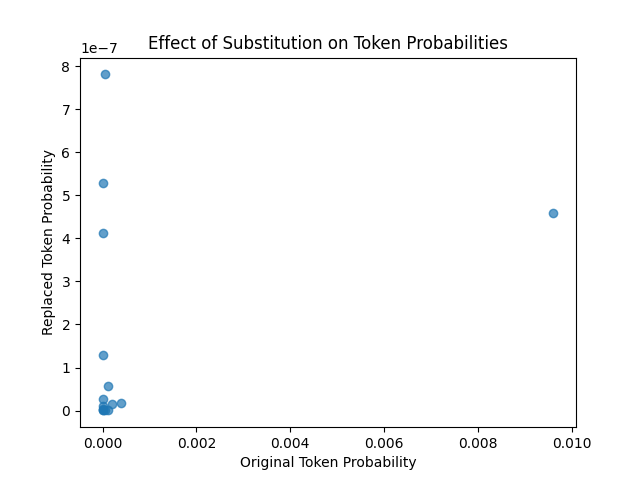 Effect of Substitution on Token Probabilities
1e−7
8
7
6
5
4
3
2
1
0
Replaced Token Probability
0.000 0.002 0.004 0.006 0.008 0.010
Original Token Probability